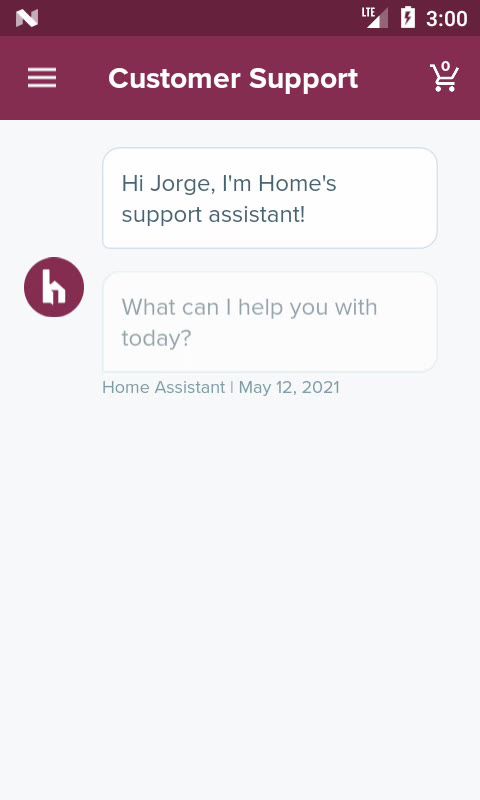 LTE 3:00
Customer Support
0
Hi Jorge, I'm Home's
support assistant!
h
What can I help you with
today?
Home Assistant | May 12, 2021